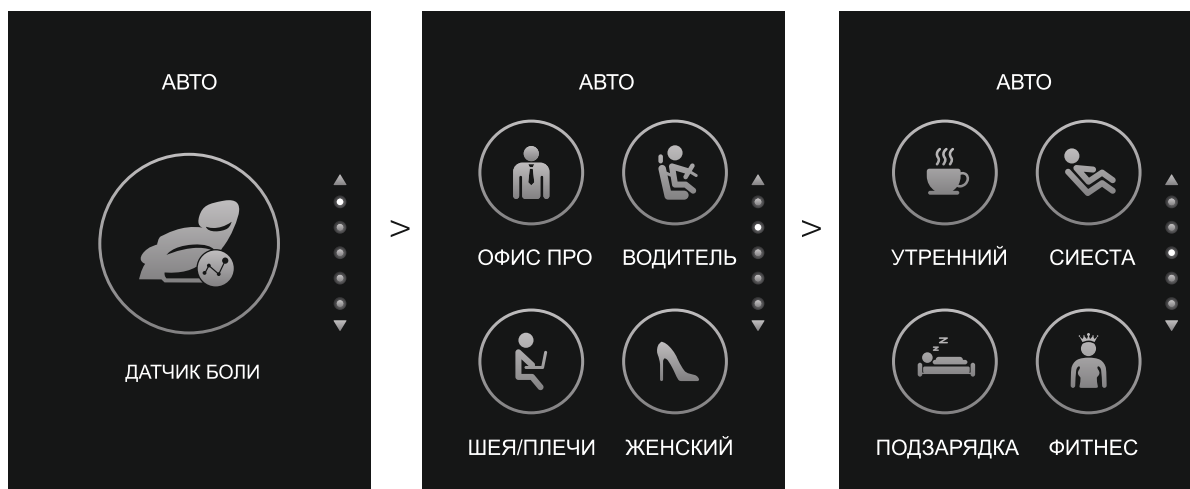 АВТО
ДАТЧИК БОЛИ
>
АВТО
ОФИС ПРО
ВОДИТЕЛЬ
ШЕЯ/ПЛЕЧИ
ЖЕНСКИЙ
>
АВТО
УТРЕННИЙ
СИЕСТА
z z
ПОДЗАРЯДКА
ФИТНЕС